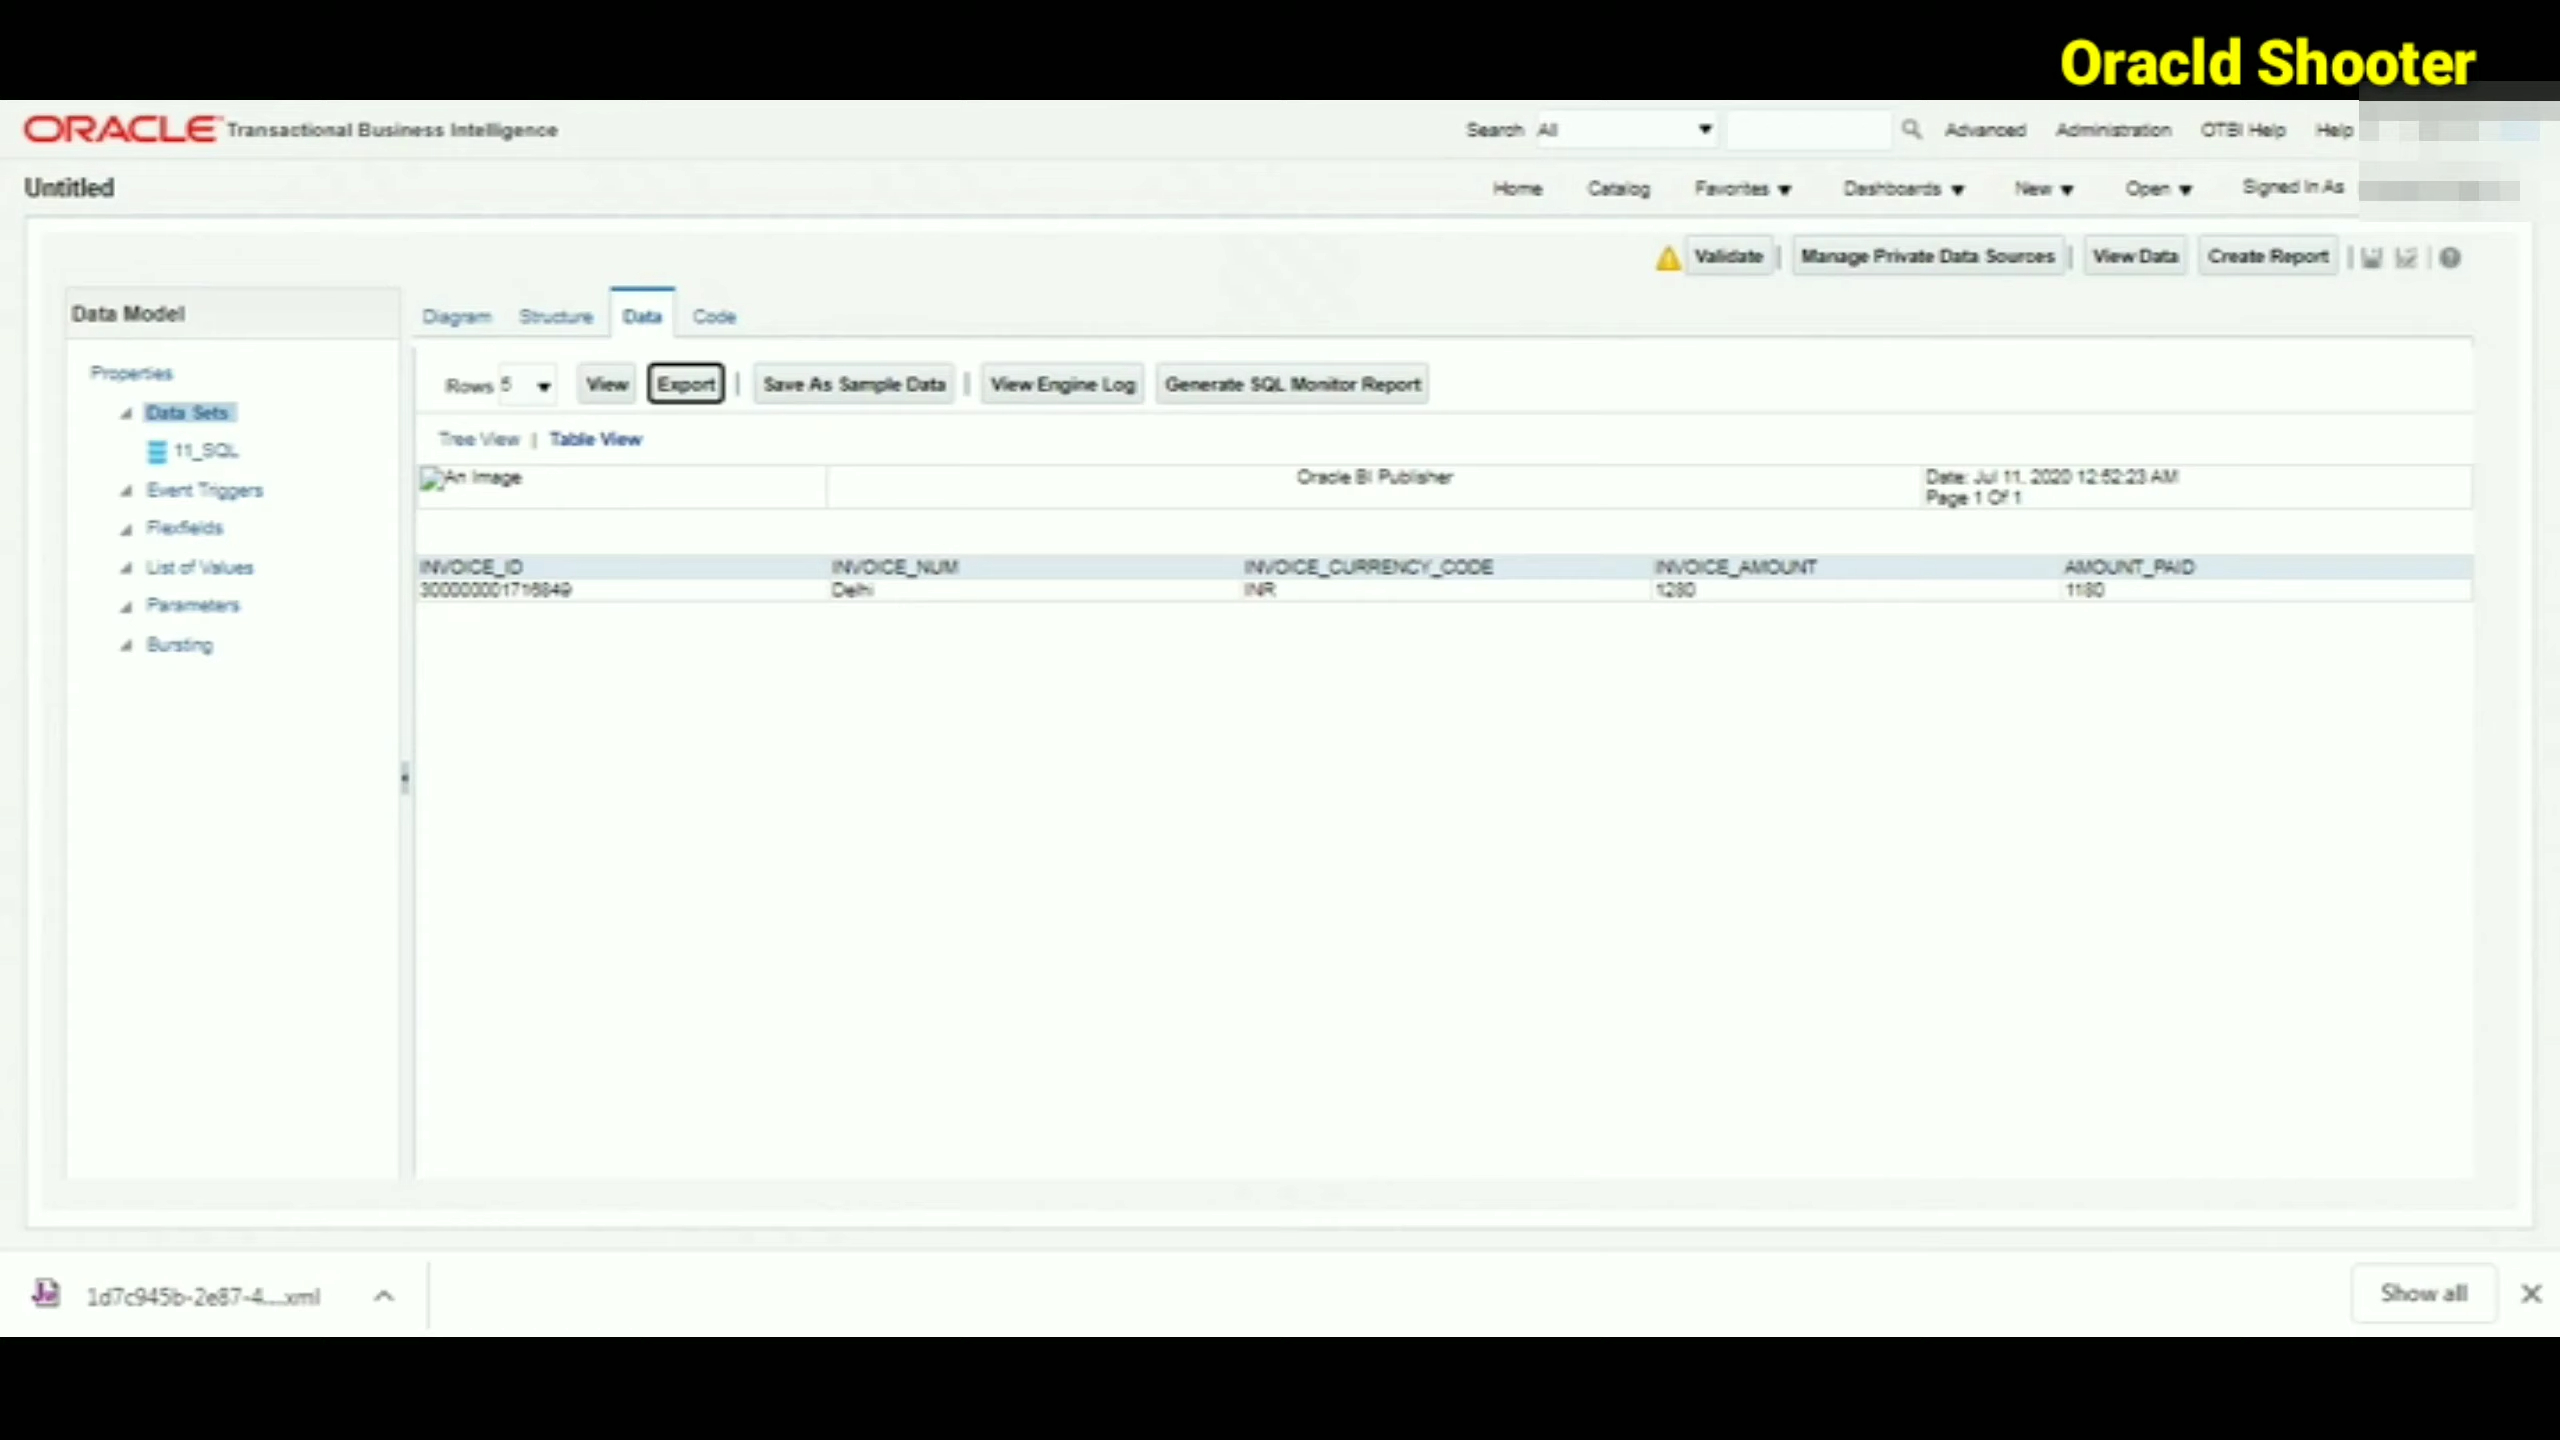 Oracld Shooter
ORACLE Transactional Business Intelligence
Search All Advanced Administration OTBI Help Help
Untitled
Home Catalog Favorites Dashboards New Open Signed In As
Validate | Manage Private Data Sources | View Data Create Report
Data Model
Diagram Structure Data Code
Properties
Data Sets
11_SQL
Event Triggers
Flexfields
List of Values
Parameters
Bursting
Rows 5 View Export | Save As Sample Data | View Engine Log Generate SQL Monitor Report
Tree View | Table View
An Image Oracle BI Publisher Date: Jul 11, 2020 12:52:23 AM
Page 1 Of 1
INVOICE_ID INVOICE_NUM INVOICE_CURRENCY_CODE INVOICE_AMOUNT AMOUNT_PAID
300000001716849 Delhi INR 1280 1180
1d7c945b-2e87-4....xml
Show all